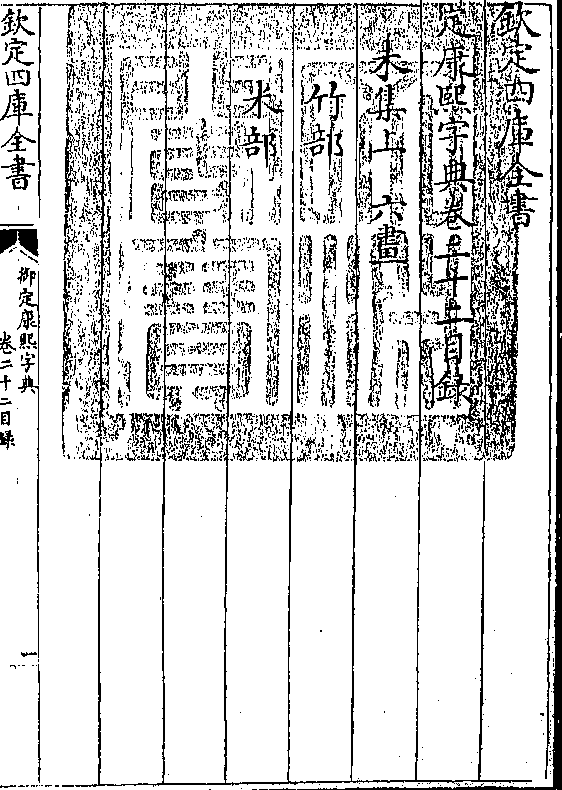 欽定四庫全書
定康熙字典卷二十二目錄
未集上 六畫
竹部
米部
欽定四庫全書
御定康熙字典
卷二十二目錄
一